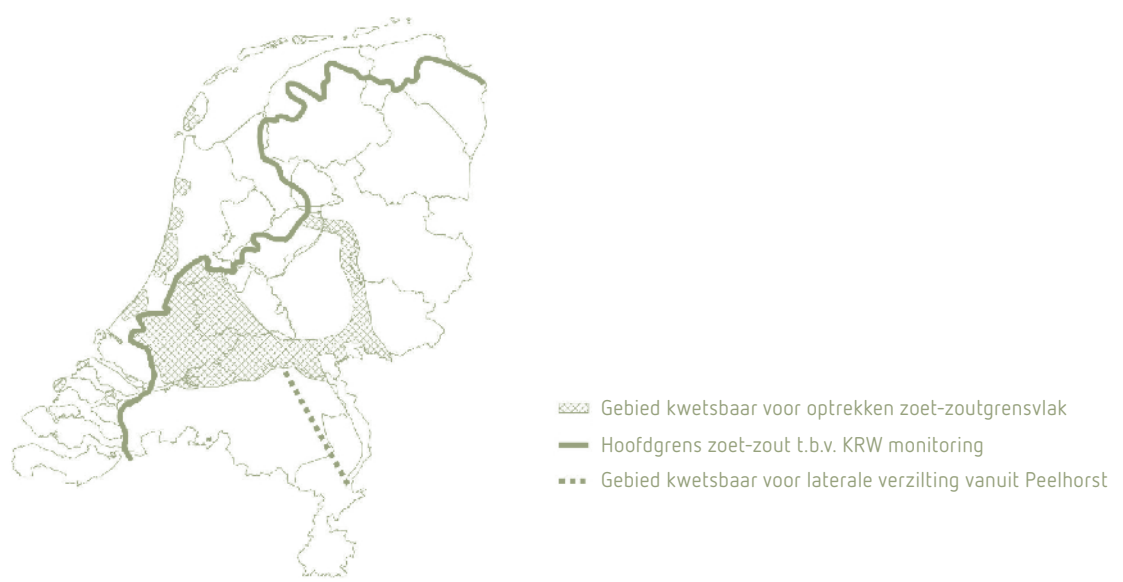 Gebied kwetsbaar voor optrekken zoet-zoutgrensvlak
Hoofdgrens zoet-zout t.b.v. KRW monitoring
Gebied kwetsbaar voor laterale verzilting vanuit Peelhorst